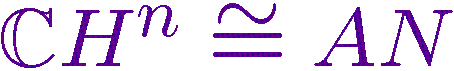 ℂHⁿ ≅ AN